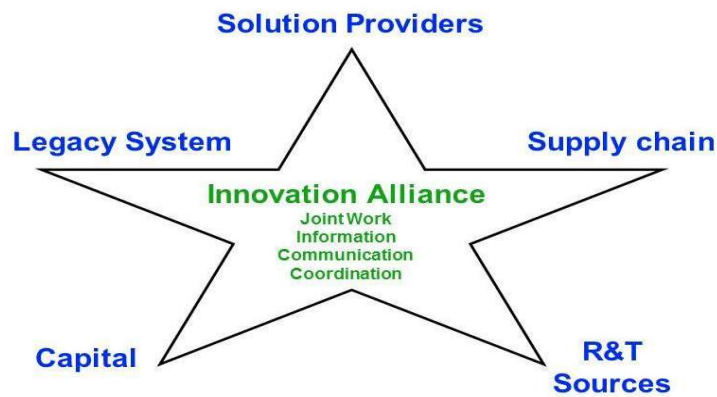 Solution Providers
Legacy System
Supply chain
Innovation Alliance
Joint Work
Information
Communication
Coordination
Capital
R&T
Sources